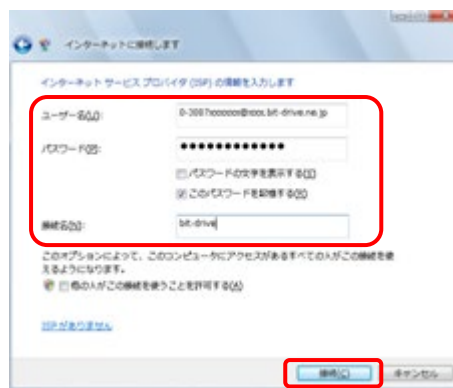 インターネットに接続します
インターネット サービス プロバイダ (ISP) の情報を入力します
ユーザー名(U):
パスワード(P):
●●●●●●●●●●●●
パスワードの文字を表示する(S)
このパスワードを記憶する(R)
接続名(N):
bit-drive
このオプションによって、このコンピュータにアクセスがあるすべての人がこの接続を使
えるようになります。
他の人がこの接続を使うことを許可する(A)
ISP がありません
接続(C)
キャンセル